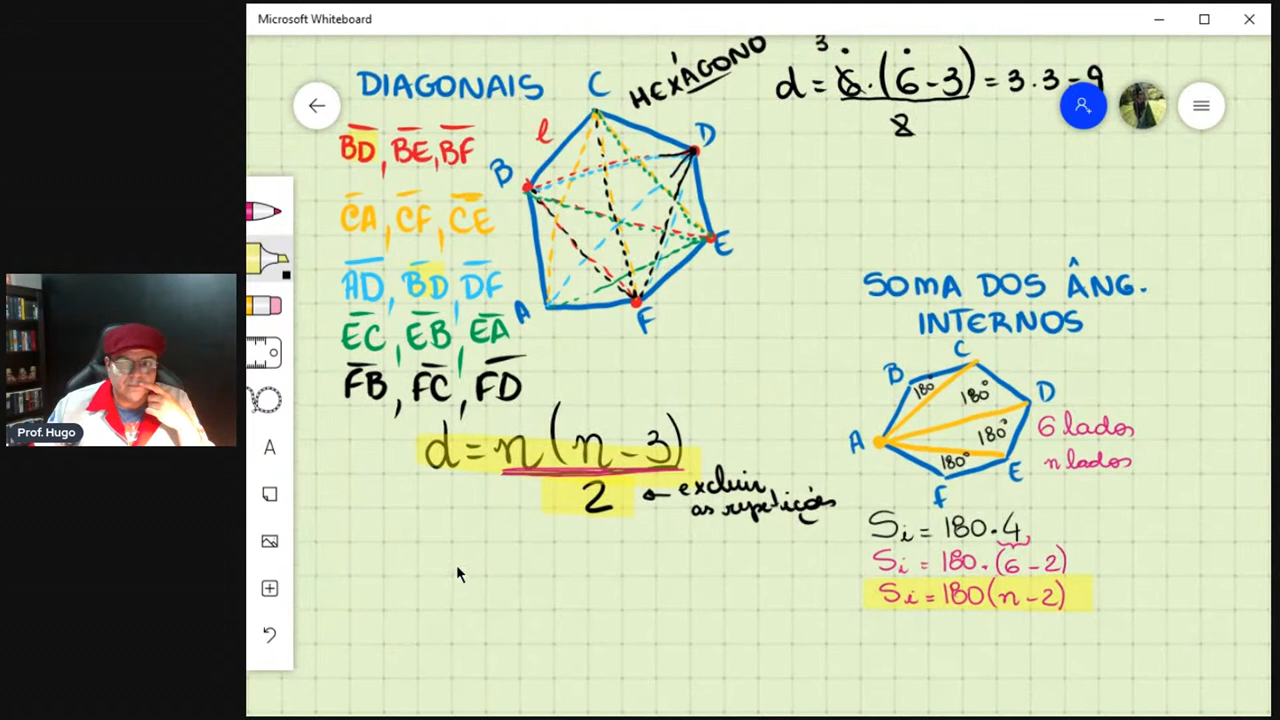 Microsoft Whiteboard
DIAGONAIS
BD, BE, BF
CA, CF, CE
AD, BD, DF
EC, EB, EA
FB, FC, FD
HEXÁGONO
C
l
B
D
E
A
F
d = n(n-3)
2
← excluir
as repetições
3
d = 6·(6-3) = 3·3=9
2
SOMA DOS ÂNG.
INTERNOS
C
B
180
180°
D
A
180°
6 lados
180°
n lados
E
F
Si = 180·4
Si = 180·(6-2)
Si = 180(n-2)
A
Prof. Hugo